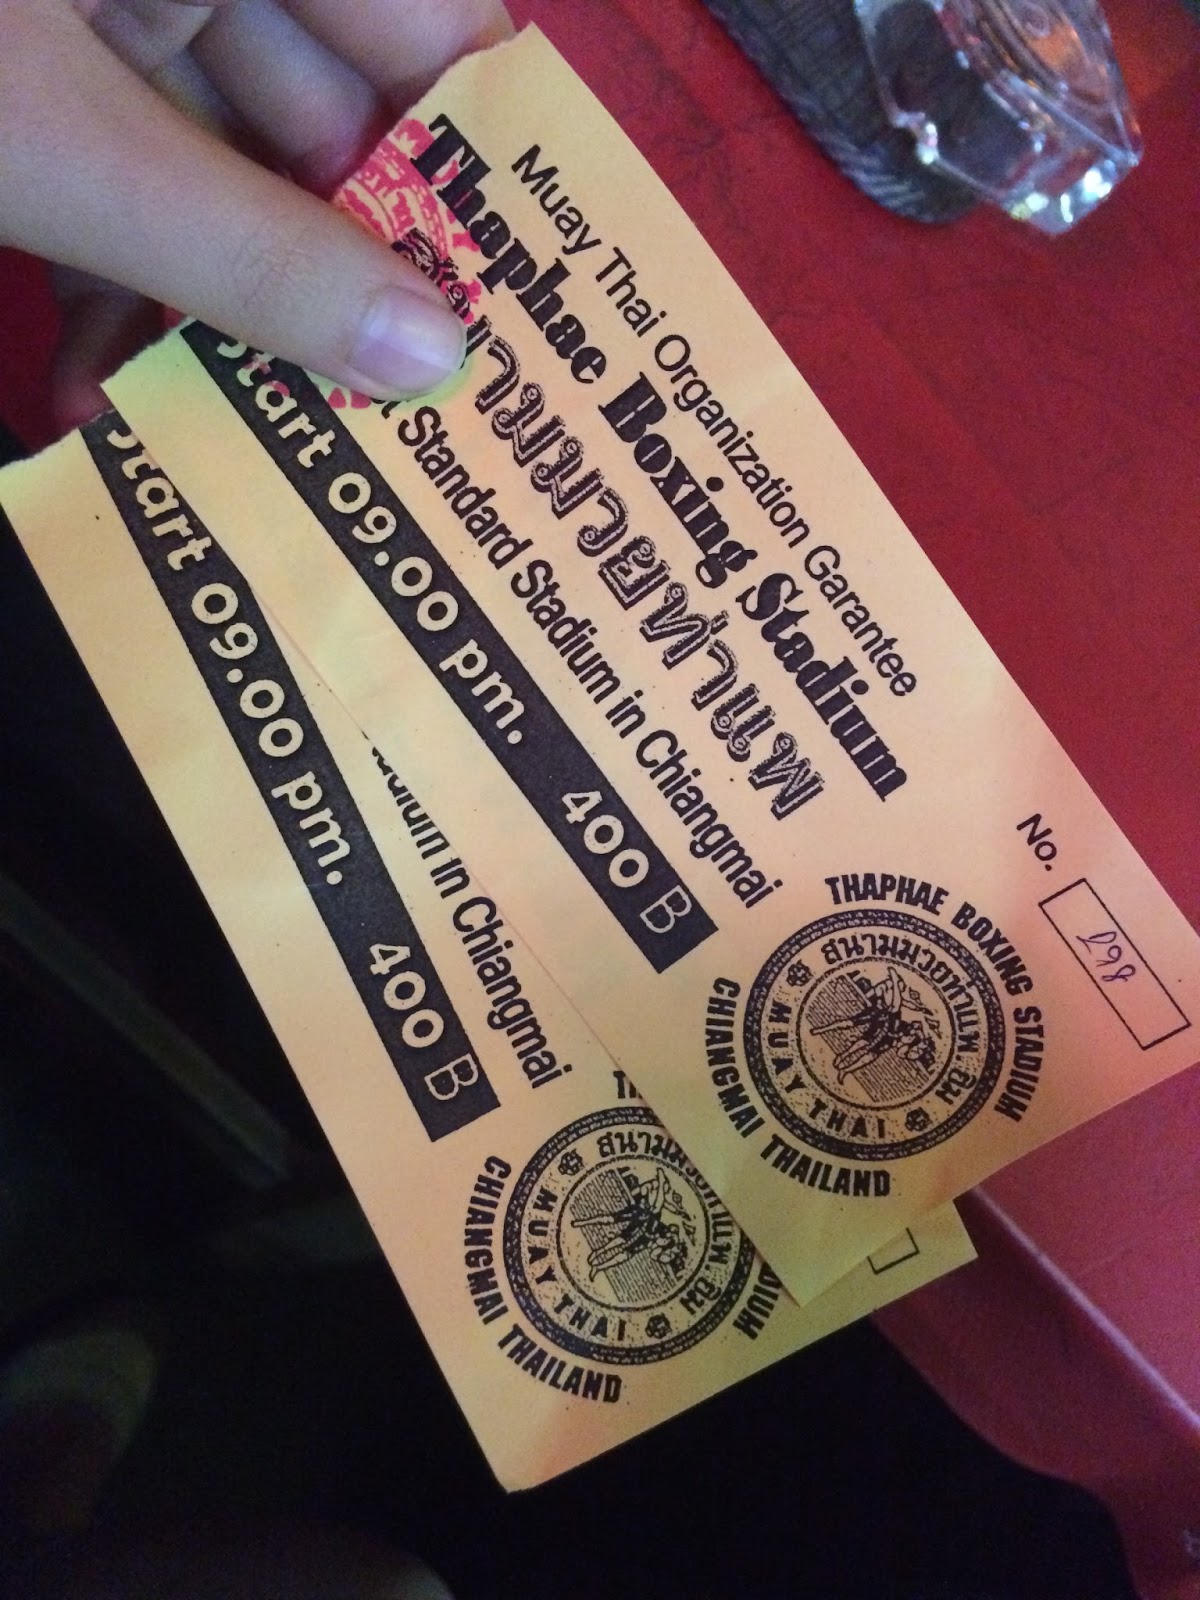 Muay Thai Organization Garantee
Thaphae Boxing Stadium
สนามมวยท่าแพ
Standard Stadium in Chiangmai
Start 09.00 pm. 400 B
No. 298
THAPHAE BOXING STADIUM
สนามมวยท่าแพ.ชม
MUAY THAI
CHIANGMAI THAILAND
in Chiangmai
Start 09.00 pm. 400 B
MUAY THAI
CHIANGMAI THAILAND